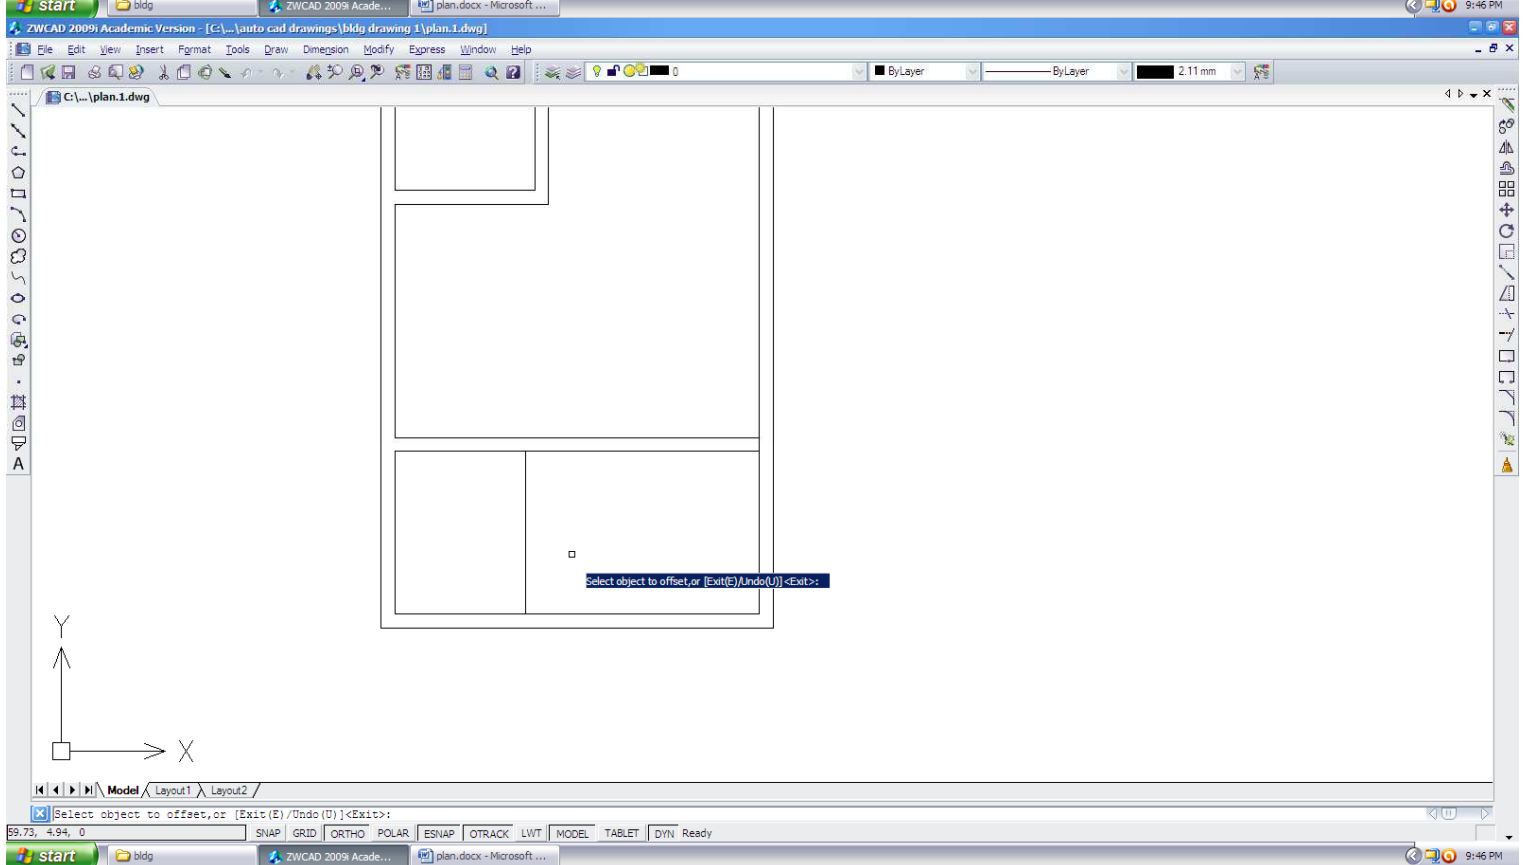 start bldg ZWCAD 2009i Acade... plan.docx - Microsoft ... 9:46 PM
ZWCAD 2009i Academic Version - [C:\...\auto cad drawings\bldg drawing 1\plan.1.dwg]
File Edit View Insert Format Tools Draw Dimension Modify Express Window Help
0 ByLayer ByLayer 2.11 mm
C:\...\plan.1.dwg
A
Select object to offset,or [Exit(E)/Undo(U)]<Exit>:
Y
X
Model Layout1 Layout2
Select object to offset,or [Exit(E)/Undo(U)]<Exit>:
59.73, 4.94, 0 SNAP GRID ORTHO POLAR ESNAP OTRACK LWT MODEL TABLET DYN Ready
start bldg ZWCAD 2009i Acade... plan.docx - Microsoft ... 9:46 PM